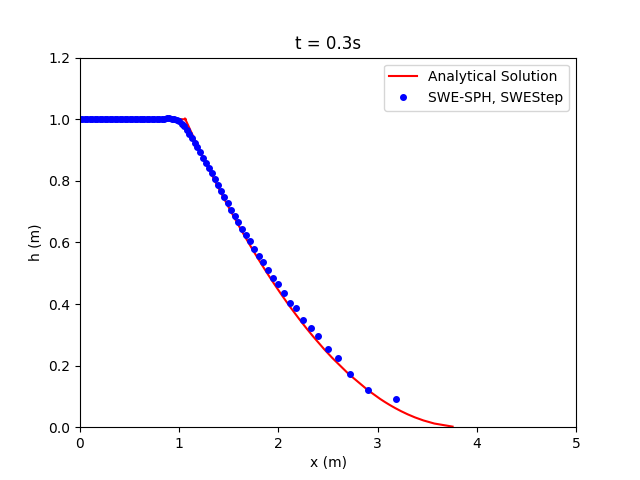 t = 0.3s
Analytical Solution
SWE-SPH, SWEStep
h (m)
1.2
1.0
0.8
0.6
0.4
0.2
0.0
0 1 2 3 4 5
x (m)